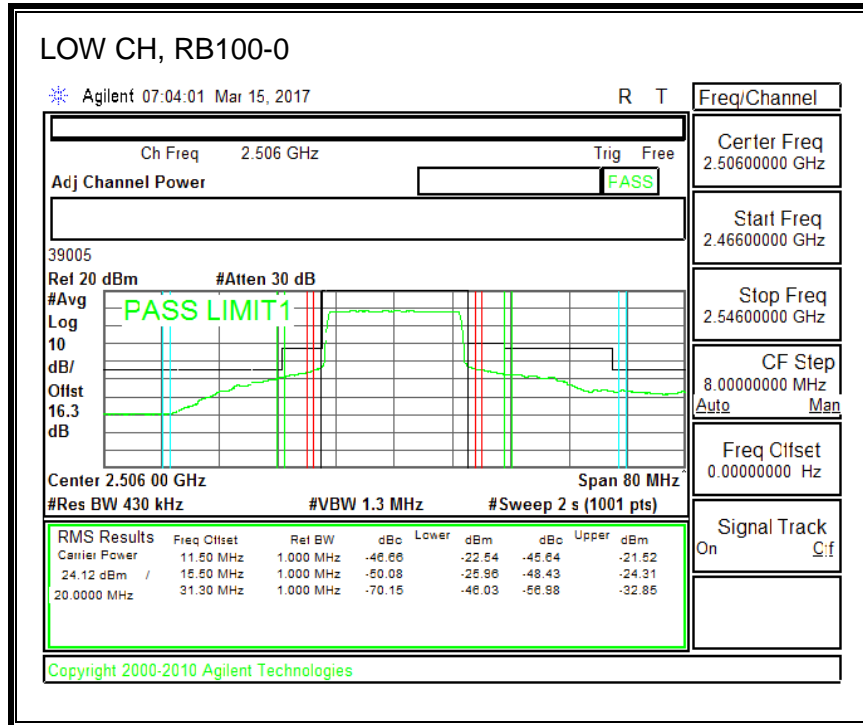 LOW CH, RB100-0
Agilent 07:04:01 Mar 15, 2017 R T
Freq/Channel
Ch Freq 2.506 GHz Trig Free
Adj Channel Power PASS
Center Freq
2.50600000 GHz
Start Freq
2.46600000 GHz
Stop Freq
2.54600000 GHz
CF Step
8.00000000 MHz
Auto Man
Freq Offset
0.00000000 Hz
Signal Track
On Off
39005
Ref 20 dBm #Atten 30 dB
#Avg
Log
10
dB/
Offst
16.3
dB
PASS LIMIT1
Center 2.506 00 GHz Span 80 MHz
#Res BW 430 kHz #VBW 1.3 MHz #Sweep 2 s (1001 pts)
RMS Results Freq Offset Ref BW dBc Lower dBm dBc Upper dBm
Carrier Power 11.50 MHz 1.000 MHz -46.66 -22.54 -45.64 -21.52
24.12 dBm / 15.50 MHz 1.000 MHz -50.08 -25.96 -48.43 -24.31
20.0000 MHz 31.30 MHz 1.000 MHz -70.15 -46.03 -56.98 -32.85
Copyright 2000-2010 Agilent Technologies